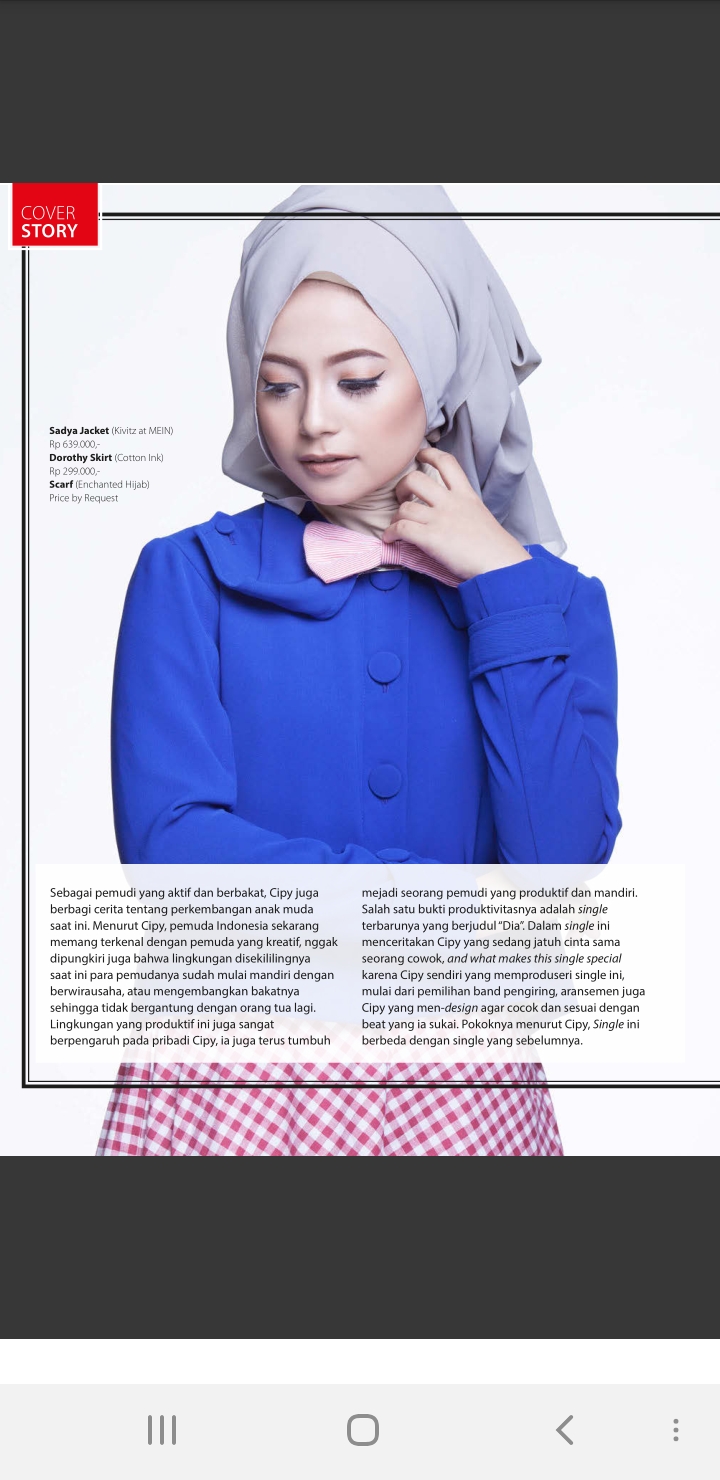 COVER
STORY
Sadya Jacket (Kivitz at MEIN)
Rp 639.000,-
Dorothy Skirt (Cotton Ink)
Rp 299.000,-
Scarf (Enchanted Hijab)
Price by Request
Sebagai pemudi yang aktif dan berbakat, Cipy juga
berbagi cerita tentang perkembangan anak muda
saat ini. Menurut Cipy, pemuda Indonesia sekarang
memang terkenal dengan pemuda yang kreatif, nggak
dipungkiri juga bahwa lingkungan disekililingnya
saat ini para pemudanya sudah mulai mandiri dengan
berwirausaha, atau mengembangkan bakatnya
sehingga tidak bergantung dengan orang tua lagi.
Lingkungan yang produktif ini juga sangat
berpengaruh pada pribadi Cipy, ia juga terus tumbuh
mejadi seorang pemudi yang produktif dan mandiri.
Salah satu bukti produktivitasnya adalah single
terbarunya yang berjudul “Dia”. Dalam single ini
menceritakan Cipy yang sedang jatuh cinta sama
seorang cowok, and what makes this single special
karena Cipy sendiri yang memproduseri single ini,
mulai dari pemilihan band pengiring, aransemen juga
Cipy yang men-design agar cocok dan sesuai dengan
beat yang ia sukai. Pokoknya menurut Cipy, Single ini
berbeda dengan single yang sebelumnya.